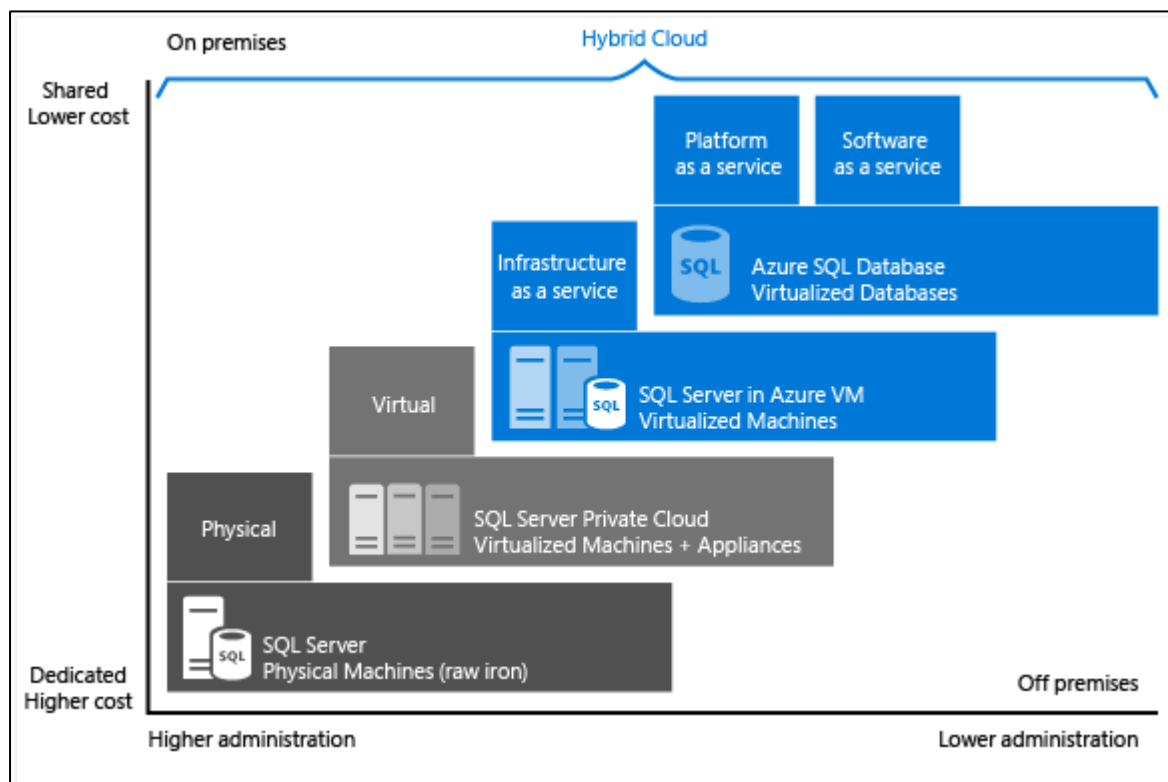 On premises
Hybrid Cloud
Shared
Lower cost
Platform
as a service
Software
as a service
SQL
Azure SQL Database
Virtualized Databases
Infrastructure
as a service
SQL
SQL Server in Azure VM
Virtualized Machines
Virtual
SQL Server Private Cloud
Virtualized Machines + Appliances
Physical
SQL
SQL Server
Physical Machines (raw iron)
Dedicated
Higher cost
Off premises
Higher administration
Lower administration